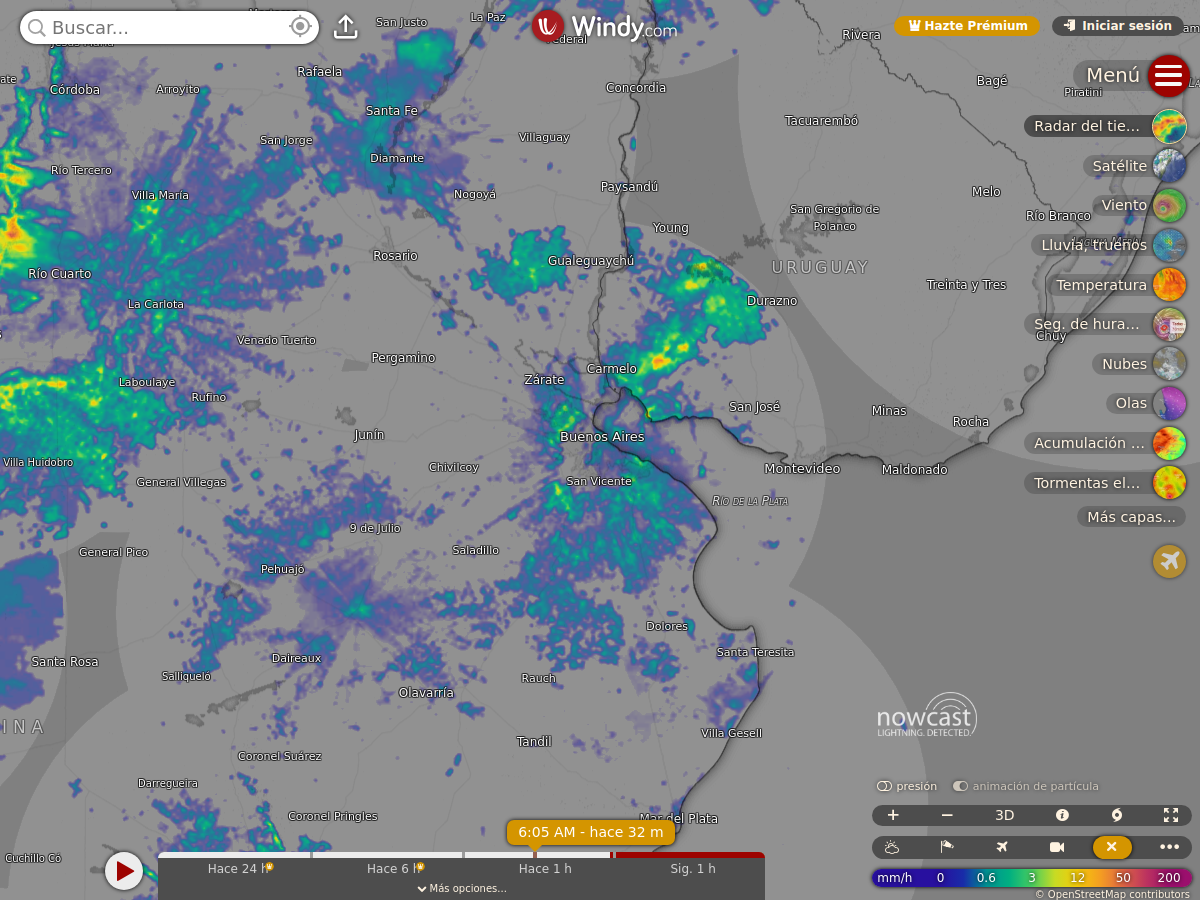 Buscar...
San Justo
La Paz
Windy.com
Federal
Rivera
Hazte Prémium
Iniciar sesión
Jesús María
Rafaela
Córdoba
Arroyito
Concordia
Bagé
Menú
Piratini
Santa Fe
Tacuarembó
Radar del tie...
San Jorge
Villaguay
Diamante
Río Tercero
Satélite
Villa María
Nogoyá
Paysandú
Melo
Viento
San Gregorio de
Polanco
Río Branco
Young
Lluvia, truenos
Rosario
Gualeguaychú
URUGUAY
Río Cuarto
Treinta y Tres
Temperatura
La Carlota
Durazno
Seg. de hura...
Chuy
Venado Tuerto
Pergamino
Carmelo
Nubes
Zárate
Laboulaye
Rufino
San José
Minas
Olas
Rocha
Junín
Buenos Aires
Acumulación ...
Villa Huidobro
Chivilcoy
Montevideo
Maldonado
General Villegas
San Vicente
Tormentas el...
Río de la Plata
Más capas...
9 de Julio
General Pico
Saladillo
Pehuajó
Dolores
Santa Rosa
Daireaux
Santa Teresita
Salliqueló
Rauch
Olavarría
INA
nowcast
LIGHTNING. DETECTED.
Villa Gesell
Tandil
Coronel Suárez
Darregueira
presión
animación de partícula
Coronel Pringles
Mar del Plata
3D
6:05 AM - hace 32 m
Cuchillo Có
Hace 24 h
Hace 6 h
Hace 1 h
Sig. 1 h
Más opciones...
mm/h 0 0.6 3 12 50 200
© OpenStreetMap contributors